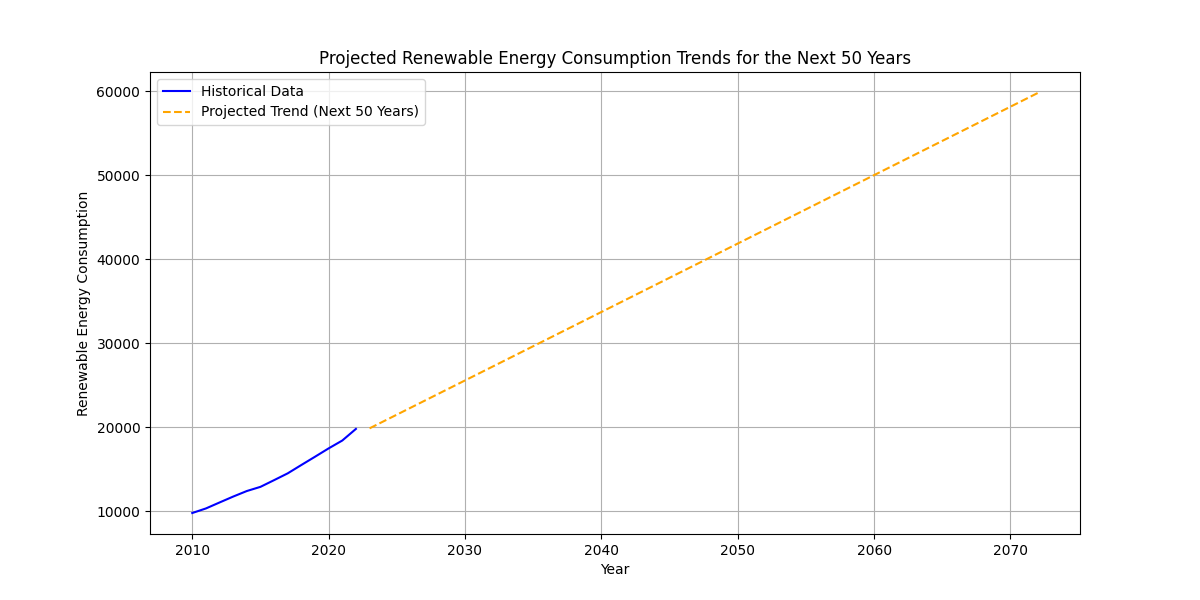 Projected Renewable Energy Consumption Trends for the Next 50 Years
Historical Data
Projected Trend (Next 50 Years)
Renewable Energy Consumption
60000
50000
40000
30000
20000
10000
2010 2020 2030 2040 2050 2060 2070
Year